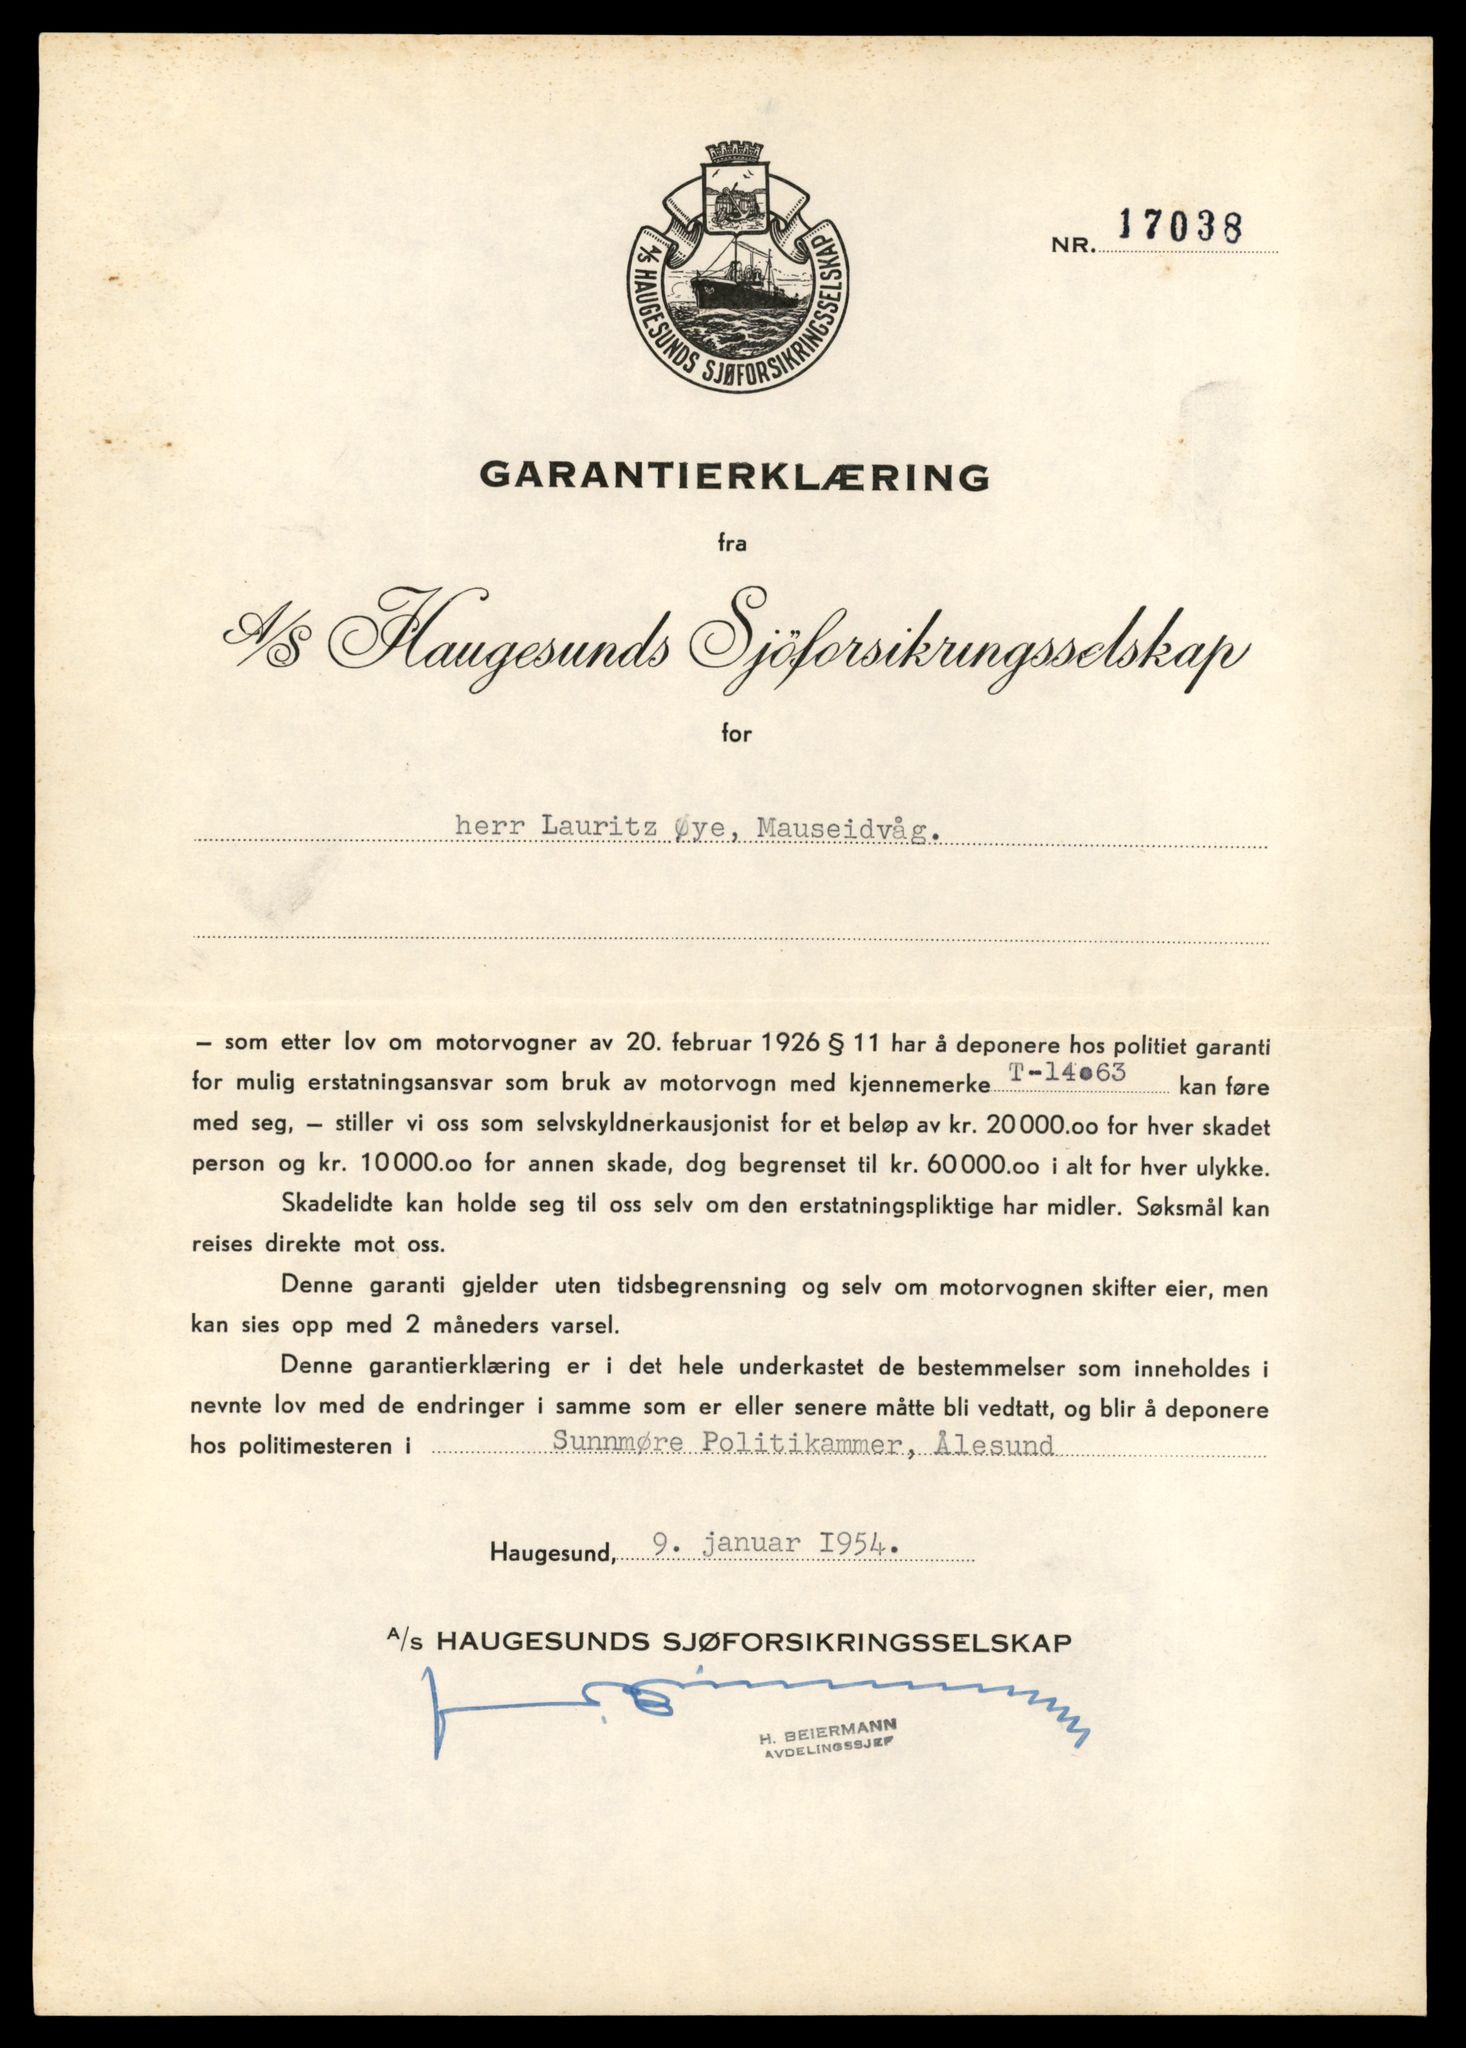 A/S HAUGESUNDS SJØFORSIKRINGSSELSKAP
NR. 17038
GARANTIERKLÆRING
fra
A/S Haugesunds Sjöforsikringsselskap
for
herr Lauritz Øye, Mauseidvåg.
— som etter lov om motorvogner av 20. februar 1926 § 11 har å deponere hos politiet garanti
for mulig erstatningsansvar som bruk av motorvogn med kjennemerke T-14063 kan føre
med seg, — stiller vi oss som selvskyldnerkausjonist for et beløp av kr. 20000.oo for hver skadet
person og kr. 10000.oo for annen skade, dog begrenset til kr. 60000.oo i alt for hver ulykke.
Skadelidte kan holde seg til oss selv om den erstatningspliktige har midler. Søksmål kan
reises direkte mot oss.
Denne garanti gjelder uten tidsbegrensning og selv om motorvognen skifter eier, men
kan sies opp med 2 måneders varsel.
Denne garantierklæring er i det hele underkastet de bestemmelser som inneholdes i
nevnte lov med de endringer i samme som er eller senere måtte bli vedtatt, og blir å deponere
hos politimesteren i Sunnmøre Politikammer, Ålesund
Haugesund, 9. januar 1954.
A/S HAUGESUNDS SJØFORSIKRINGSSELSKAP
H. BEIERMANN
AVDELINGSSJEF